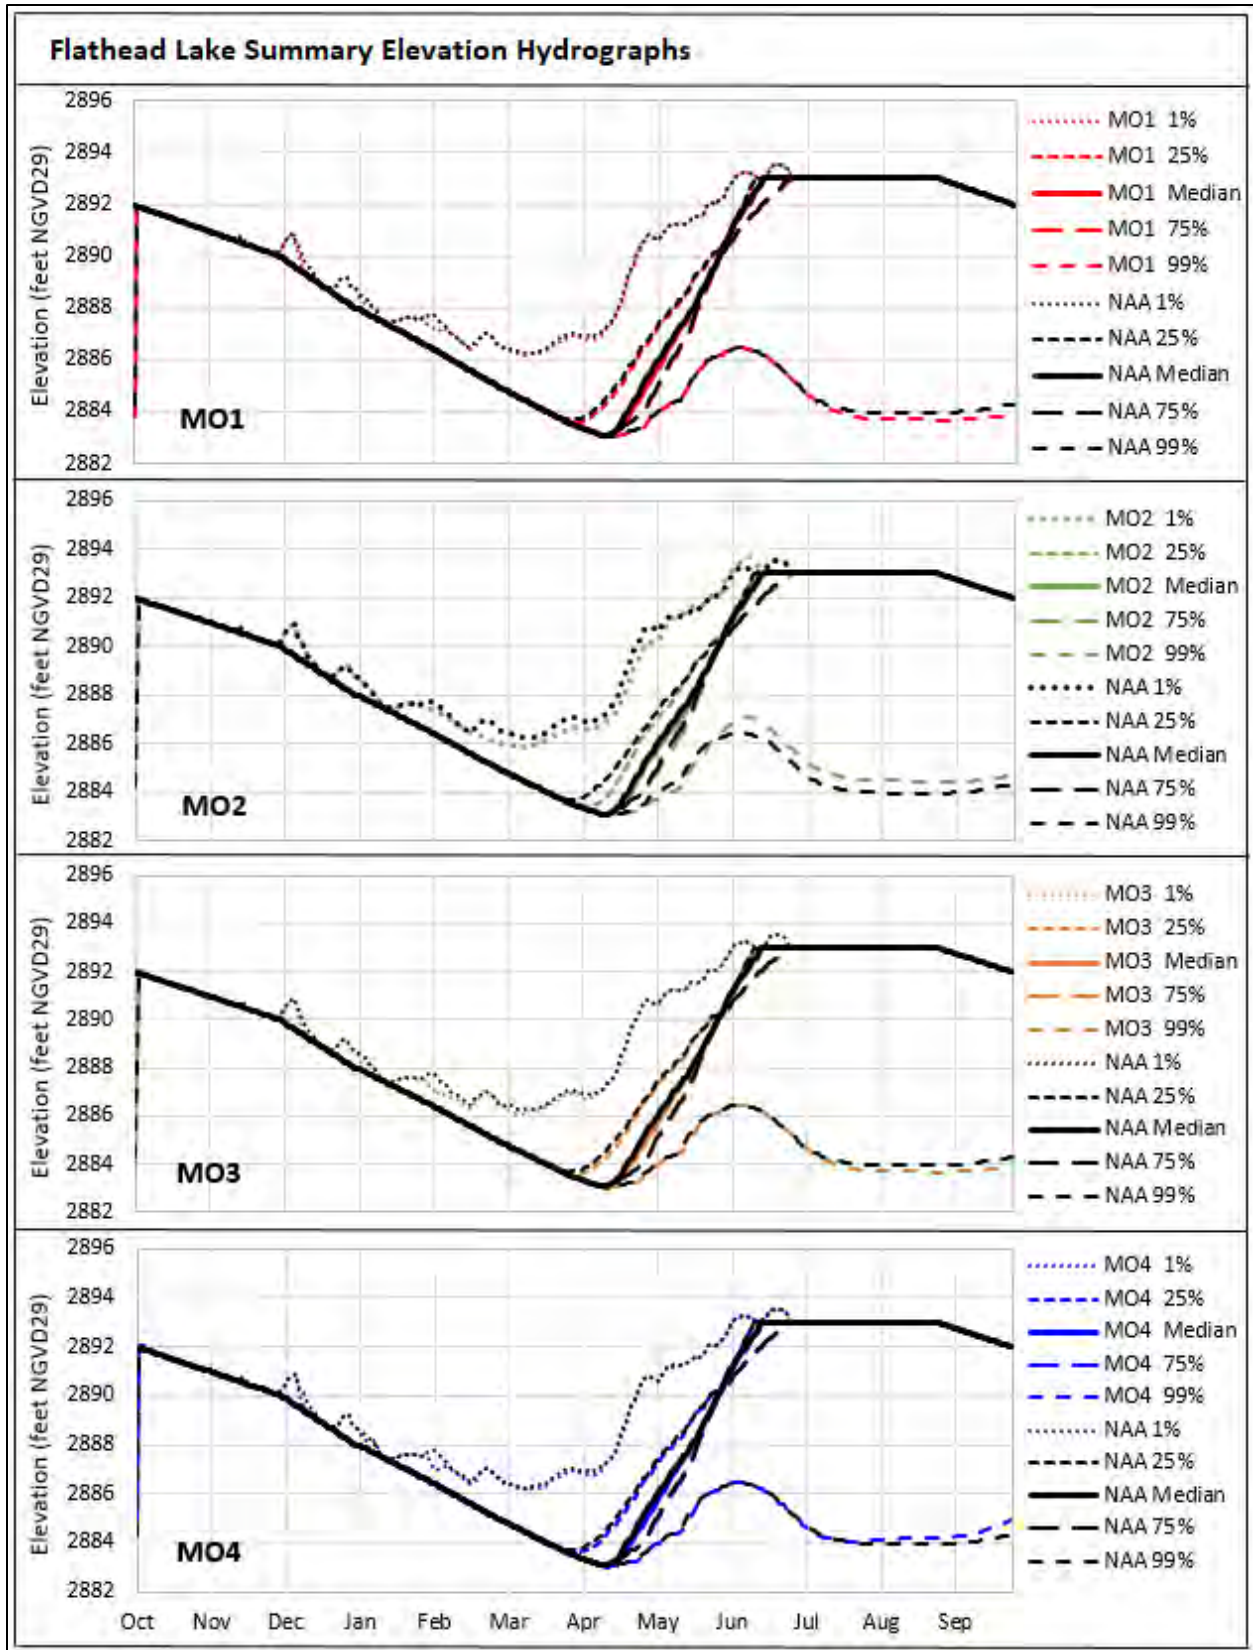 Flathead Lake Summary Elevation Hydrographs
Elevation (feet NGVD29)
2896
2894
2892
2890
2888
2886
2884
2882
MO1
MO1 1%
MO1 25%
MO1 Median
MO1 75%
MO1 99%
NAA 1%
NAA 25%
NAA Median
NAA 75%
NAA 99%
Elevation (feet NGVD29)
2896
2894
2892
2890
2888
2886
2884
2882
MO2
MO2 1%
MO2 25%
MO2 Median
MO2 75%
MO2 99%
NAA 1%
NAA 25%
NAA Median
NAA 75%
NAA 99%
Elevation (feet NGVD29)
2896
2894
2892
2890
2888
2886
2884
2882
MO3
MO3 1%
MO3 25%
MO3 Median
MO3 75%
MO3 99%
NAA 1%
NAA 25%
NAA Median
NAA 75%
NAA 99%
Elevation (feet NGVD29)
2896
2894
2892
2890
2888
2886
2884
2882
MO4
MO4 1%
MO4 25%
MO4 Median
MO4 75%
MO4 99%
NAA 1%
NAA 25%
NAA Median
NAA 75%
NAA 99%
Oct Nov Dec Jan Feb Mar Apr May Jun Jul Aug Sep